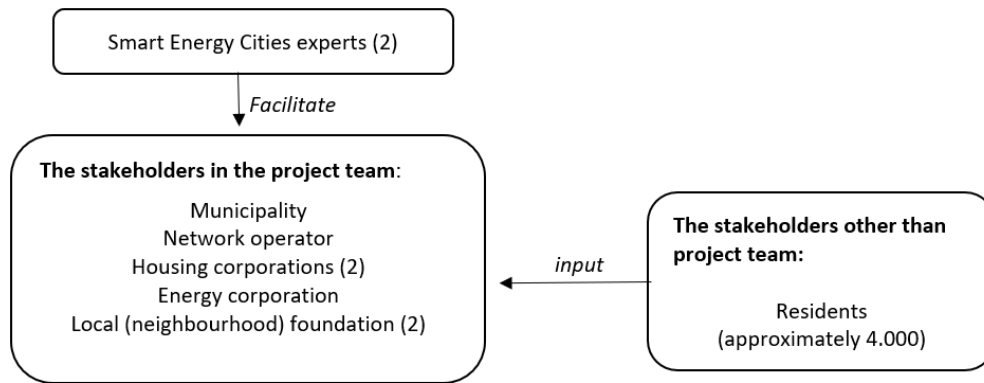 Smart Energy Cities experts (2)
Facilitate
The stakeholders in the project team:
Municipality
Network operator
Housing corporations (2)
Energy corporation
Local (neighbourhood) foundation (2)
input
The stakeholders other than
project team:
Residents
(approximately 4.000)